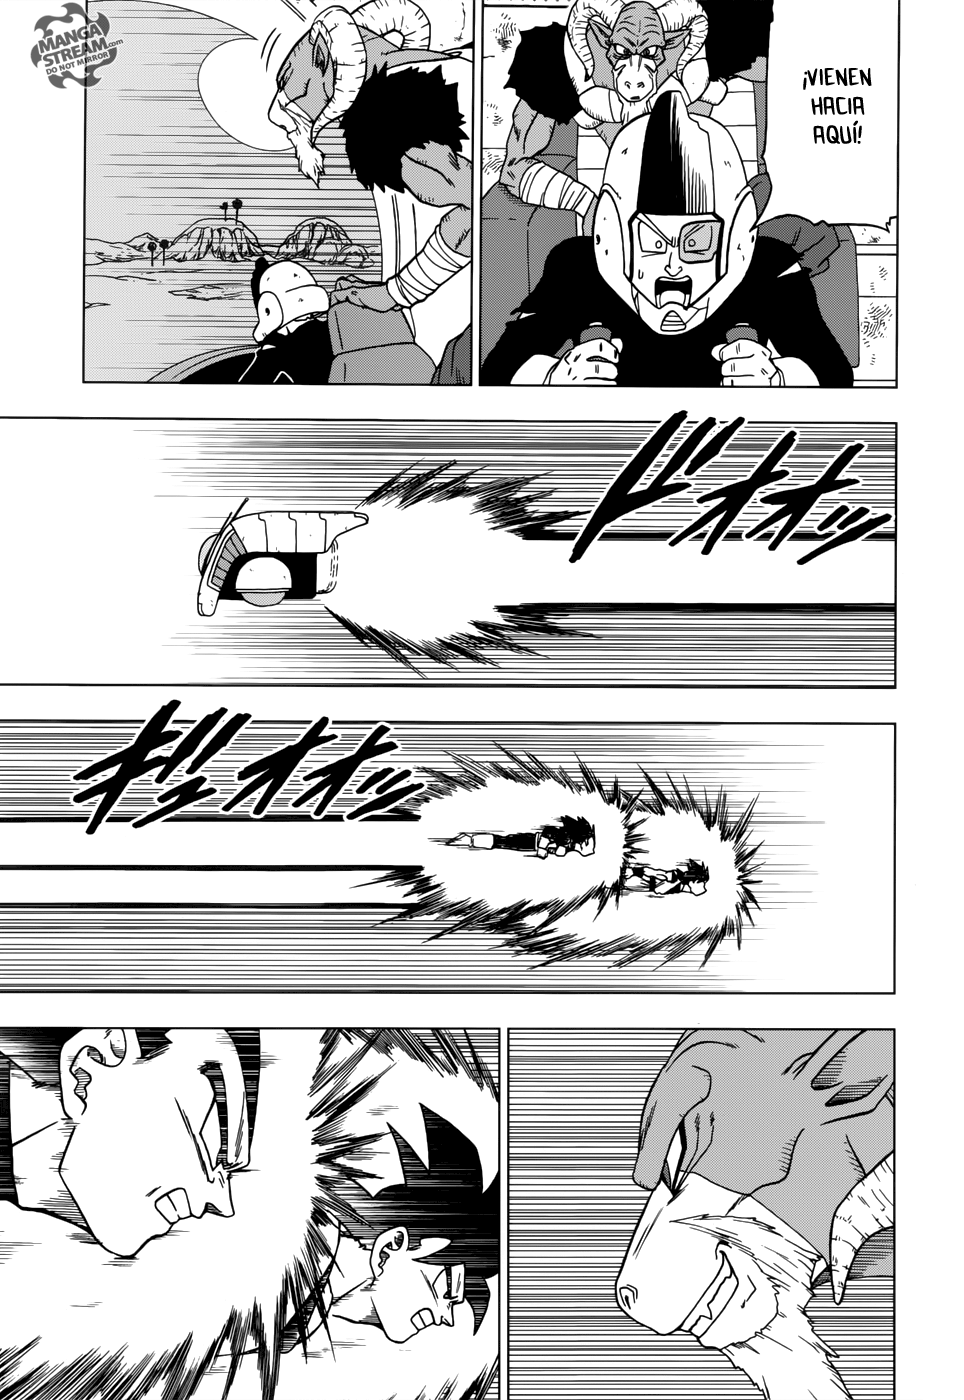 MANGA
STREAM.com
DO NOT MIRROR!
¡VIENEN
HACIA
AQUÍ!
ドオオッ
ギュオオッ